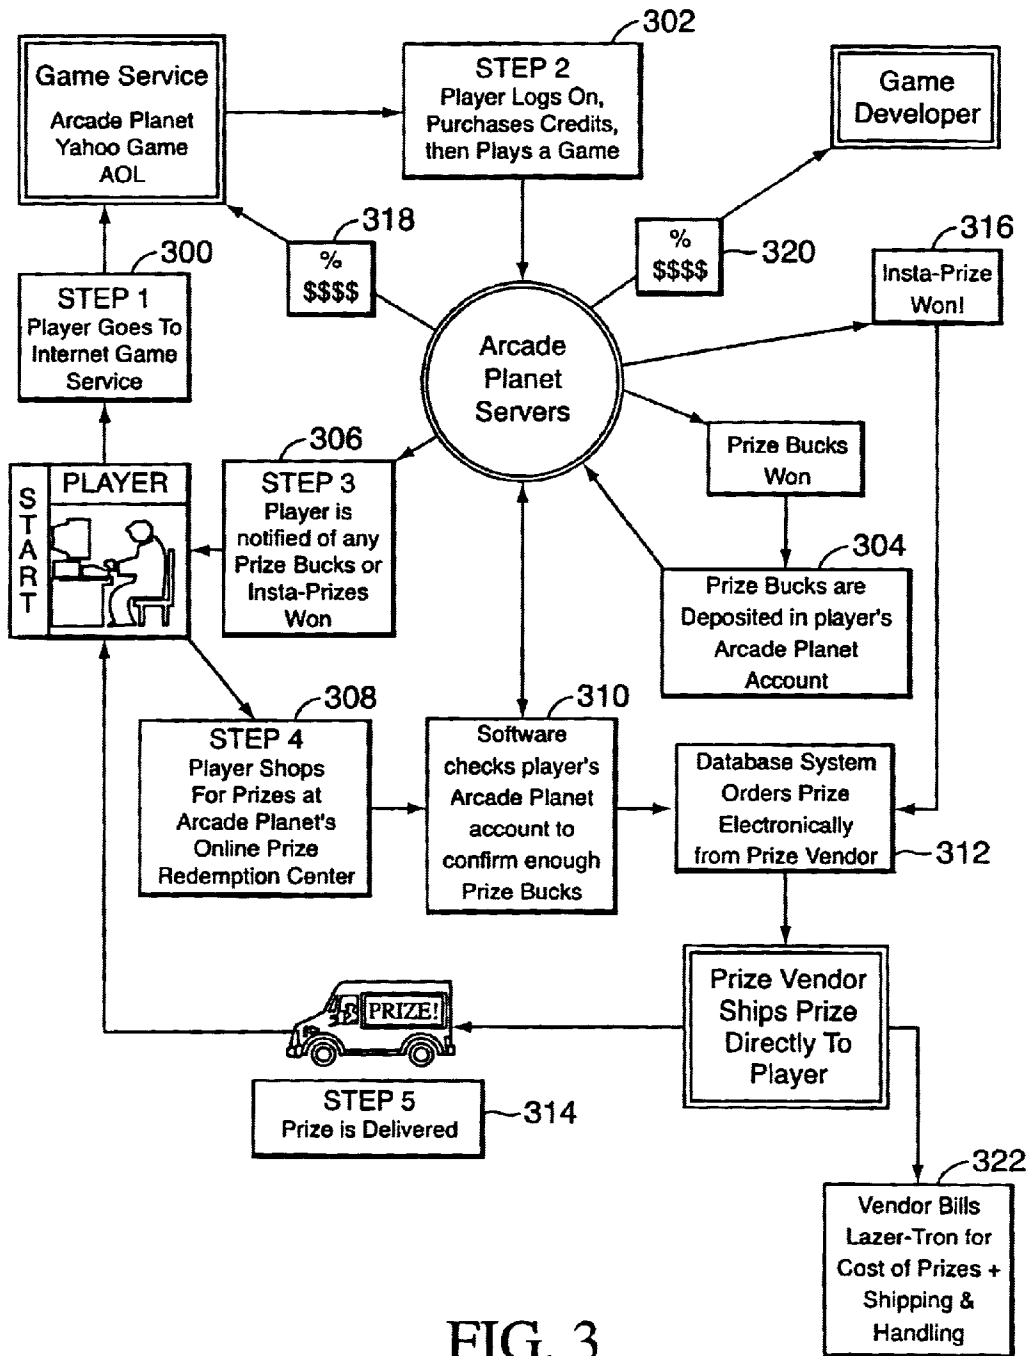 302
Game Service
Arcade Planet
Yahoo Game
AOL
STEP 2
Player Logs On,
Purchases Credits,
then Plays a Game
Game
Developer
318
%
$$$$
%
$$$$
320
316
Insta-Prize
Won!
300
STEP 1
Player Goes To
Internet Game
Service
Arcade
Planet
Servers
306
STEP 3
Player is
notified of any
Prize Bucks or
Insta-Prizes
Won
Prize Bucks
Won
START
PLAYER
304
Prize Bucks are
Deposited in player's
Arcade Planet
Account
308
STEP 4
Player Shops
For Prizes at
Arcade Planet's
Online Prize
Redemption Center
310
Software
checks player's
Arcade Planet
account to
confirm enough
Prize Bucks
Database System
Orders Prize
Electronically
from Prize Vendor
312
PRIZE!
Prize Vendor
Ships Prize
Directly To
Player
STEP 5
Prize is Delivered
314
322
Vendor Bills
Lazer-Tron for
Cost of Prizes +
Shipping &
Handling
FIG. 3